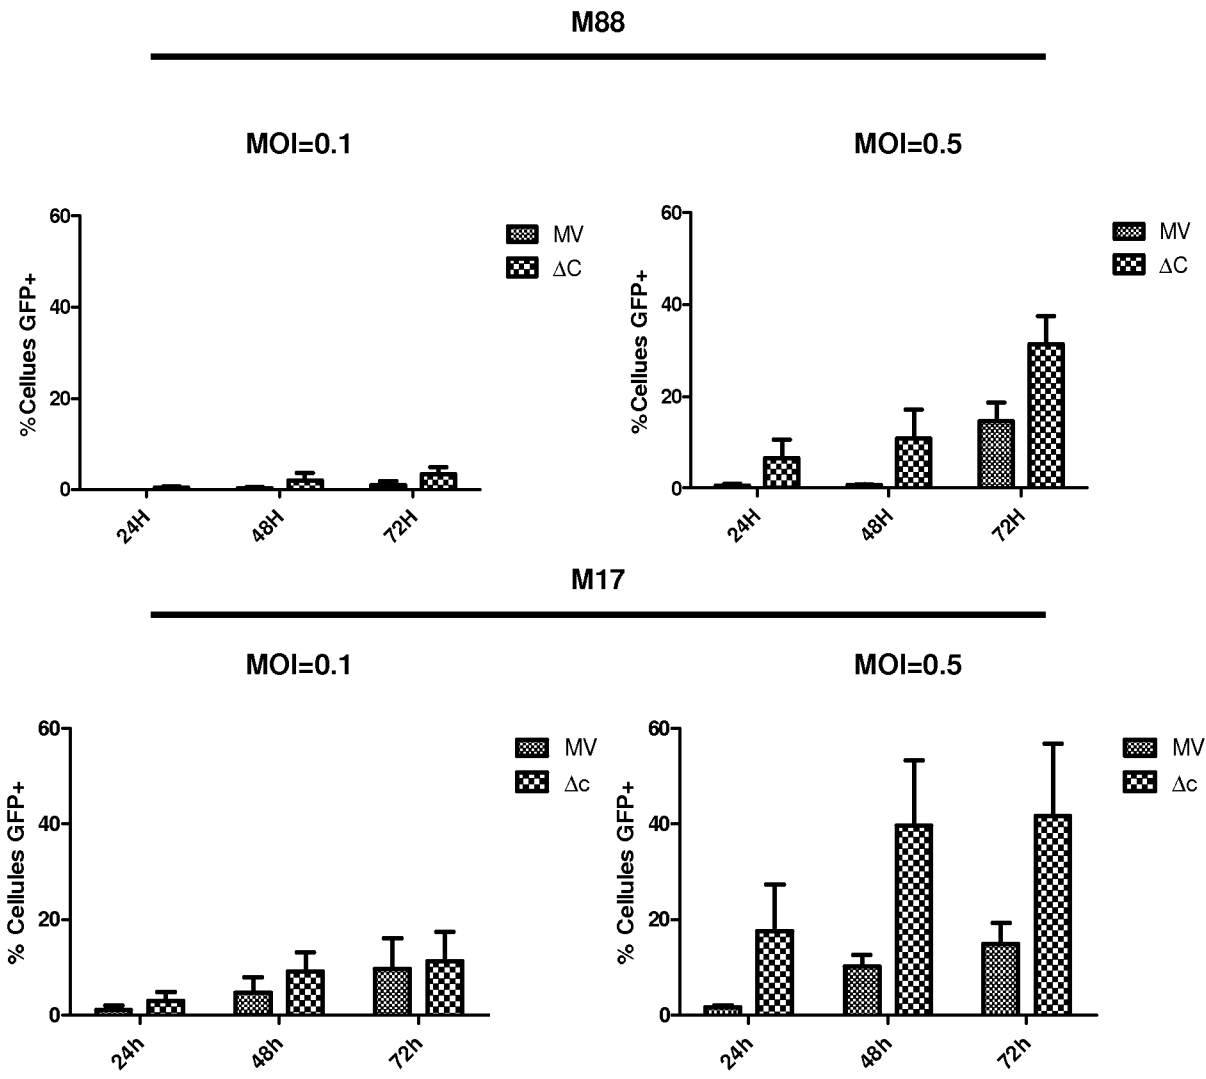 M88
MOI=0.1
MOI=0.5
%Cellues GFP+
60
40
20
0
24H
48H
72H
MV
ΔC
%Cellues GFP+
60
40
20
0
24H
48H
72H
MV
ΔC
M17
MOI=0.1
MOI=0.5
% Cellules GFP+
60
40
20
0
24h
48h
72h
MV
Δc
% Cellules GFP+
60
40
20
0
24h
48h
72h
MV
Δc